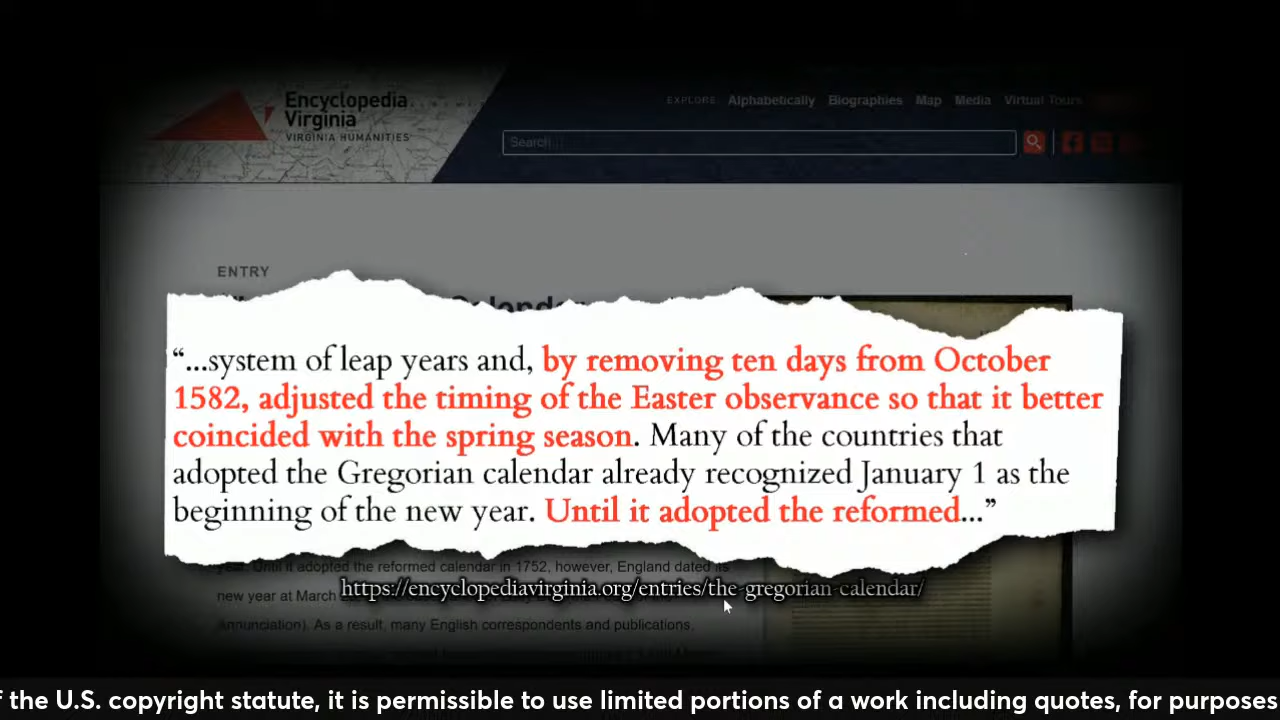 Encyclopedia
Virginia
VIRGINIA HUMANITIES
EXPLORE Alphabetically Biographies Map Media Virtual Tours
Search
ENTRY
“...system of leap years and, by removing ten days from October
1582, adjusted the timing of the Easter observance so that it better
coincided with the spring season. Many of the countries that
adopted the Gregorian calendar already recognized January 1 as the
beginning of the new year. Until it adopted the reformed...”
year. Until it adopted the reformed calendar in 1752, however, England dated its
https://encyclopediavirginia.org/entries/the-gregorian-calendar/
new year at March
annunciation). As a result, many English correspondents and publications,
f the U.S. copyright statute, it is permissible to use limited portions of a work including quotes, for purposes